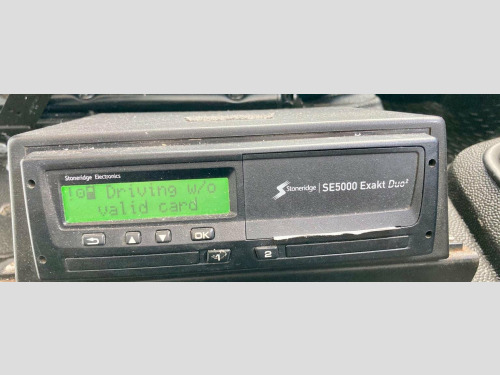 Stoneridge Electronics
Driving w/o
valid card
Stoneridge | SE5000 Exakt Duo²
OK
1
2